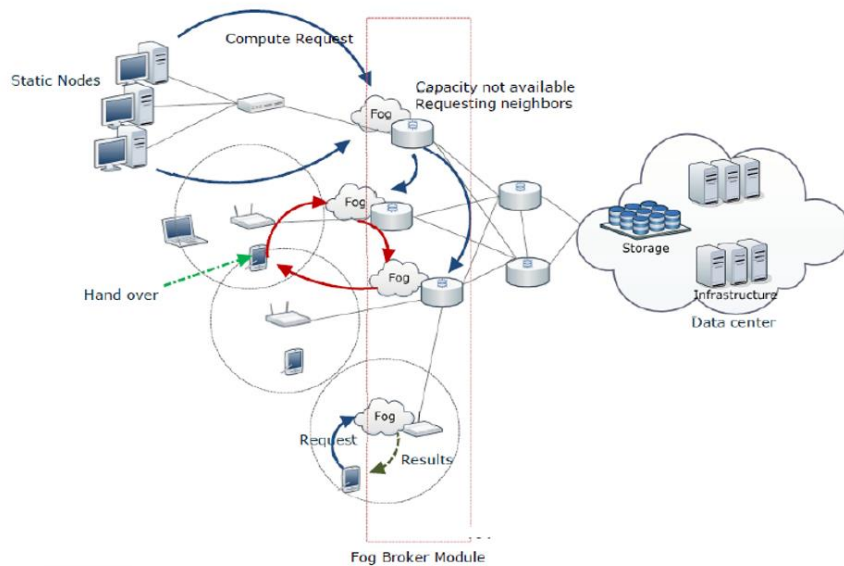 Compute Request
Static Nodes
Capacity not available
Requesting neighbors
Fog
Fog
Fog
Storage
Hand over
Infrastructure
Data center
Fog
Request
Results
...
Fog Broker Module